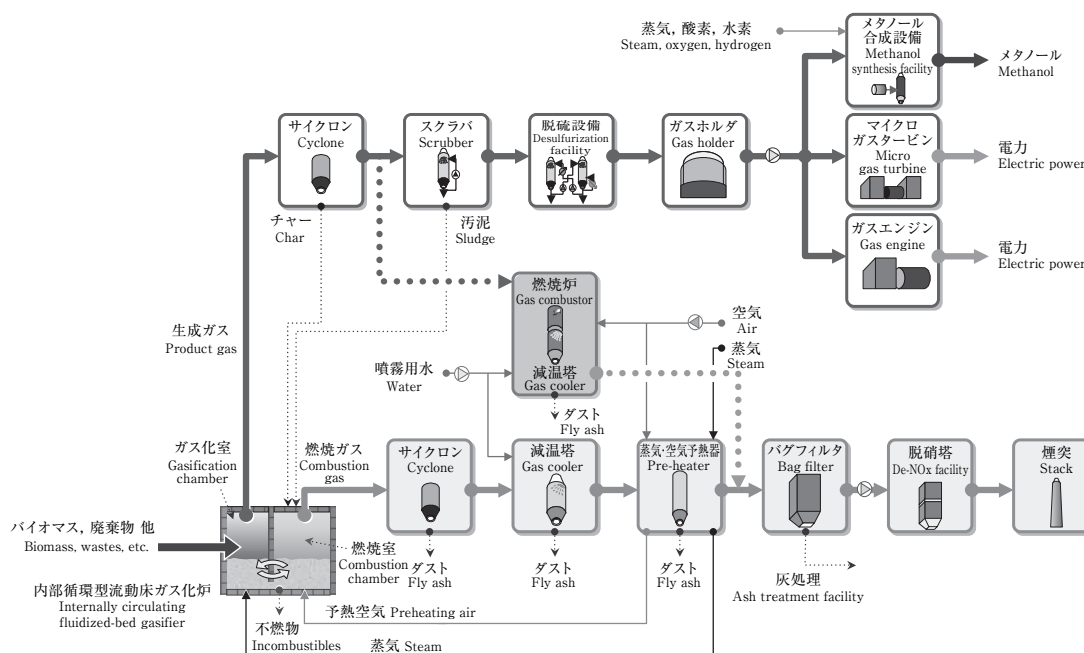 蒸気, 酸素, 水素
Steam, oxygen, hydrogen
メタノール
合成設備
Methanol
synthesis facility
メタノール
Methanol
サイクロン
Cyclone
スクラバ
Scrubber
脱硫設備
Desulfurization
facility
ガスホルダ
Gas holder
マイクロ
ガスタービン
Micro
gas turbine
電力
Electric power
チャー
Char
汚泥
Sludge
ガスエンジン
Gas engine
電力
Electric power
燃焼炉
Gas combustor
減温塔
Gas cooler
空気
Air
蒸気
Steam
生成ガス
Product gas
噴霧用水
Water
ダスト
Fly ash
ガス化室
Gasification
chamber
燃焼ガス
Combustion
gas
サイクロン
Cyclone
減温塔
Gas cooler
蒸気・空気予熱器
Pre-heater
バグフィルタ
Bag filter
脱硝塔
De-NOx facility
煙突
Stack
バイオマス, 廃棄物 他
Biomass, wastes, etc.
燃焼室
Combustion
chamber
ダスト
Fly ash
ダスト
Fly ash
ダスト
Fly ash
灰処理
Ash treatment facility
内部循環型流動床ガス化炉
Internally circulating
fluidized-bed gasifier
不燃物
Incombustibles
予熱空気 Preheating air
蒸気 Steam